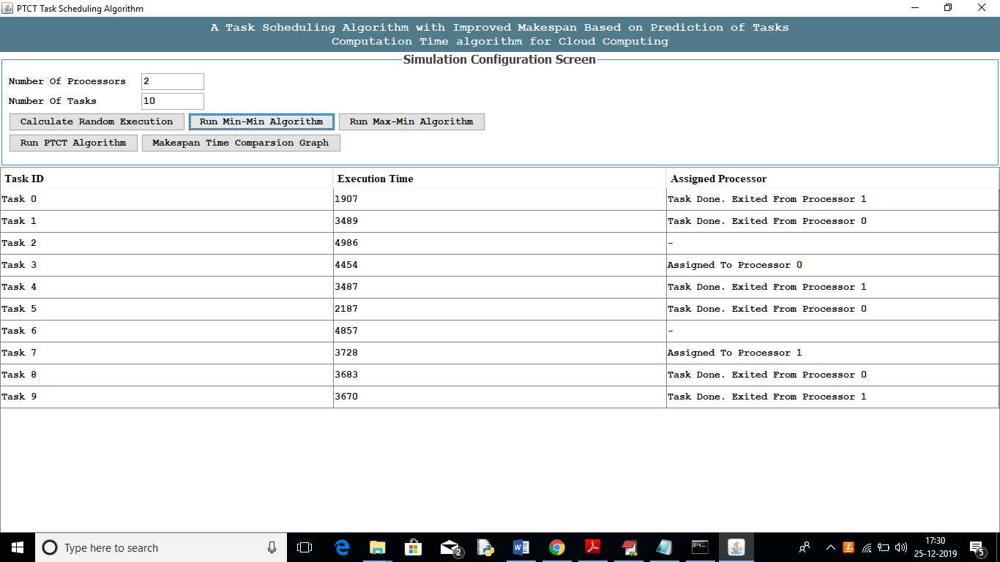 PTCT Task Scheduling Algorithm
A Task Scheduling Algorithm with Improved Makespan Based on Prediction of Tasks
Computation Time algorithm for Cloud Computing
Simulation Configuration Screen
Number Of Processors 2
Number Of Tasks 10
Calculate Random Execution Run Min-Min Algorithm Run Max-Min Algorithm
Run PTCT Algorithm Makespan Time Comparsion Graph
Task ID Execution Time Assigned Processor
Task 0 1907 Task Done. Exited From Processor 1
Task 1 3489 Task Done. Exited From Processor 0
Task 2 4986 -
Task 3 4454 Assigned To Processor 0
Task 4 3487 Task Done. Exited From Processor 1
Task 5 2187 Task Done. Exited From Processor 0
Task 6 4857 -
Task 7 3728 Assigned To Processor 1
Task 8 3683 Task Done. Exited From Processor 0
Task 9 3670 Task Done. Exited From Processor 1
Type here to search 2 17:30 5
25-12-2019